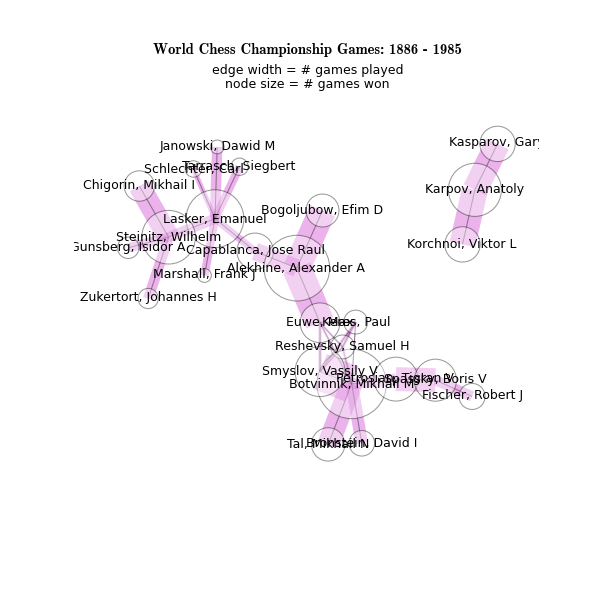 World Chess Championship Games: 1886 - 1985
edge width = # games played
node size = # games won
Kasparov, Gary
Janowski, Dawid M
Tarrasch, Siegbert
Schlechter, Carl
Chigorin, Mikhail I
Karpov, Anatoly
Bogoljubow, Efim D
Lasker, Emanuel
Steinitz, Wilhelm
Korchnoi, Viktor L
Gunsberg, Isidor A
Capablanca, Jose Raul
Alekhine, Alexander A
Marshall, Frank J
Zukertort, Johannes H
Euwe, Max
Keres, Paul
Reshevsky, Samuel H
Smyslov, Vassily V
Petrosian, Tigran V
Spassky, Boris V
Botvinnik, Mikhail M
Fischer, Robert J
Tal, Mikhail N
Bronstein, David I